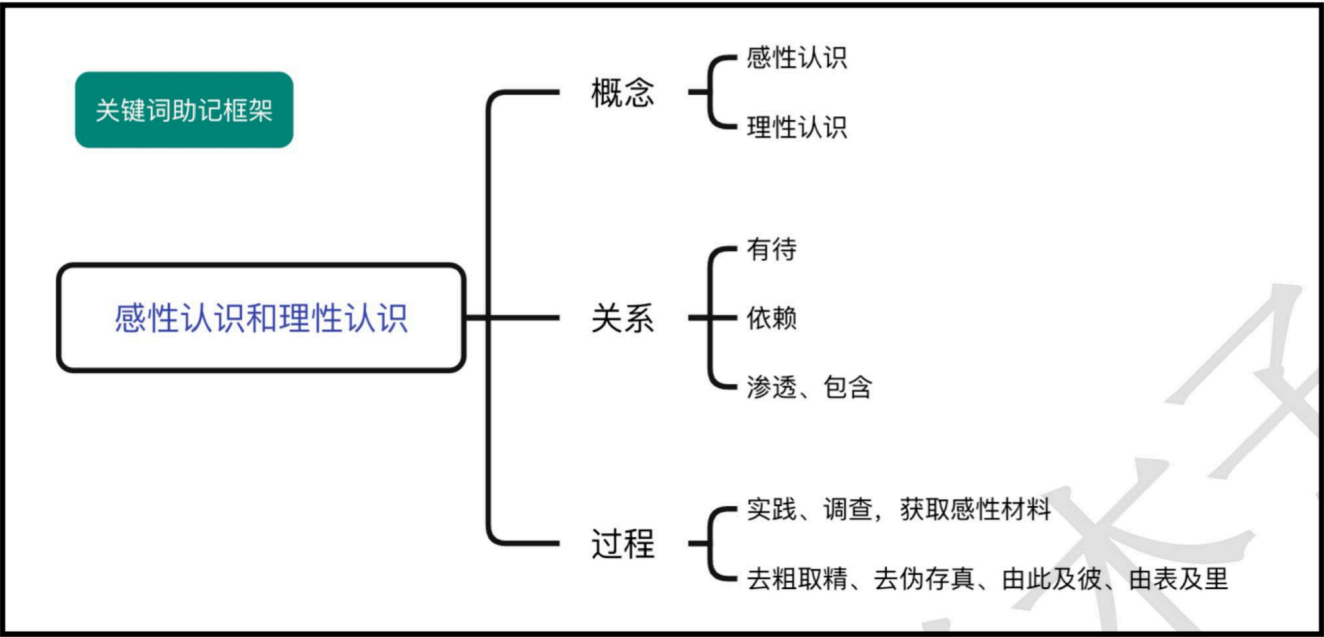 关键词助记框架
感性认识和理性认识
概念
感性认识
理性认识
关系
有待
依赖
渗透、包含
过程
实践、调查，获取感性材料
去粗取精、去伪存真、由此及彼、由表及里